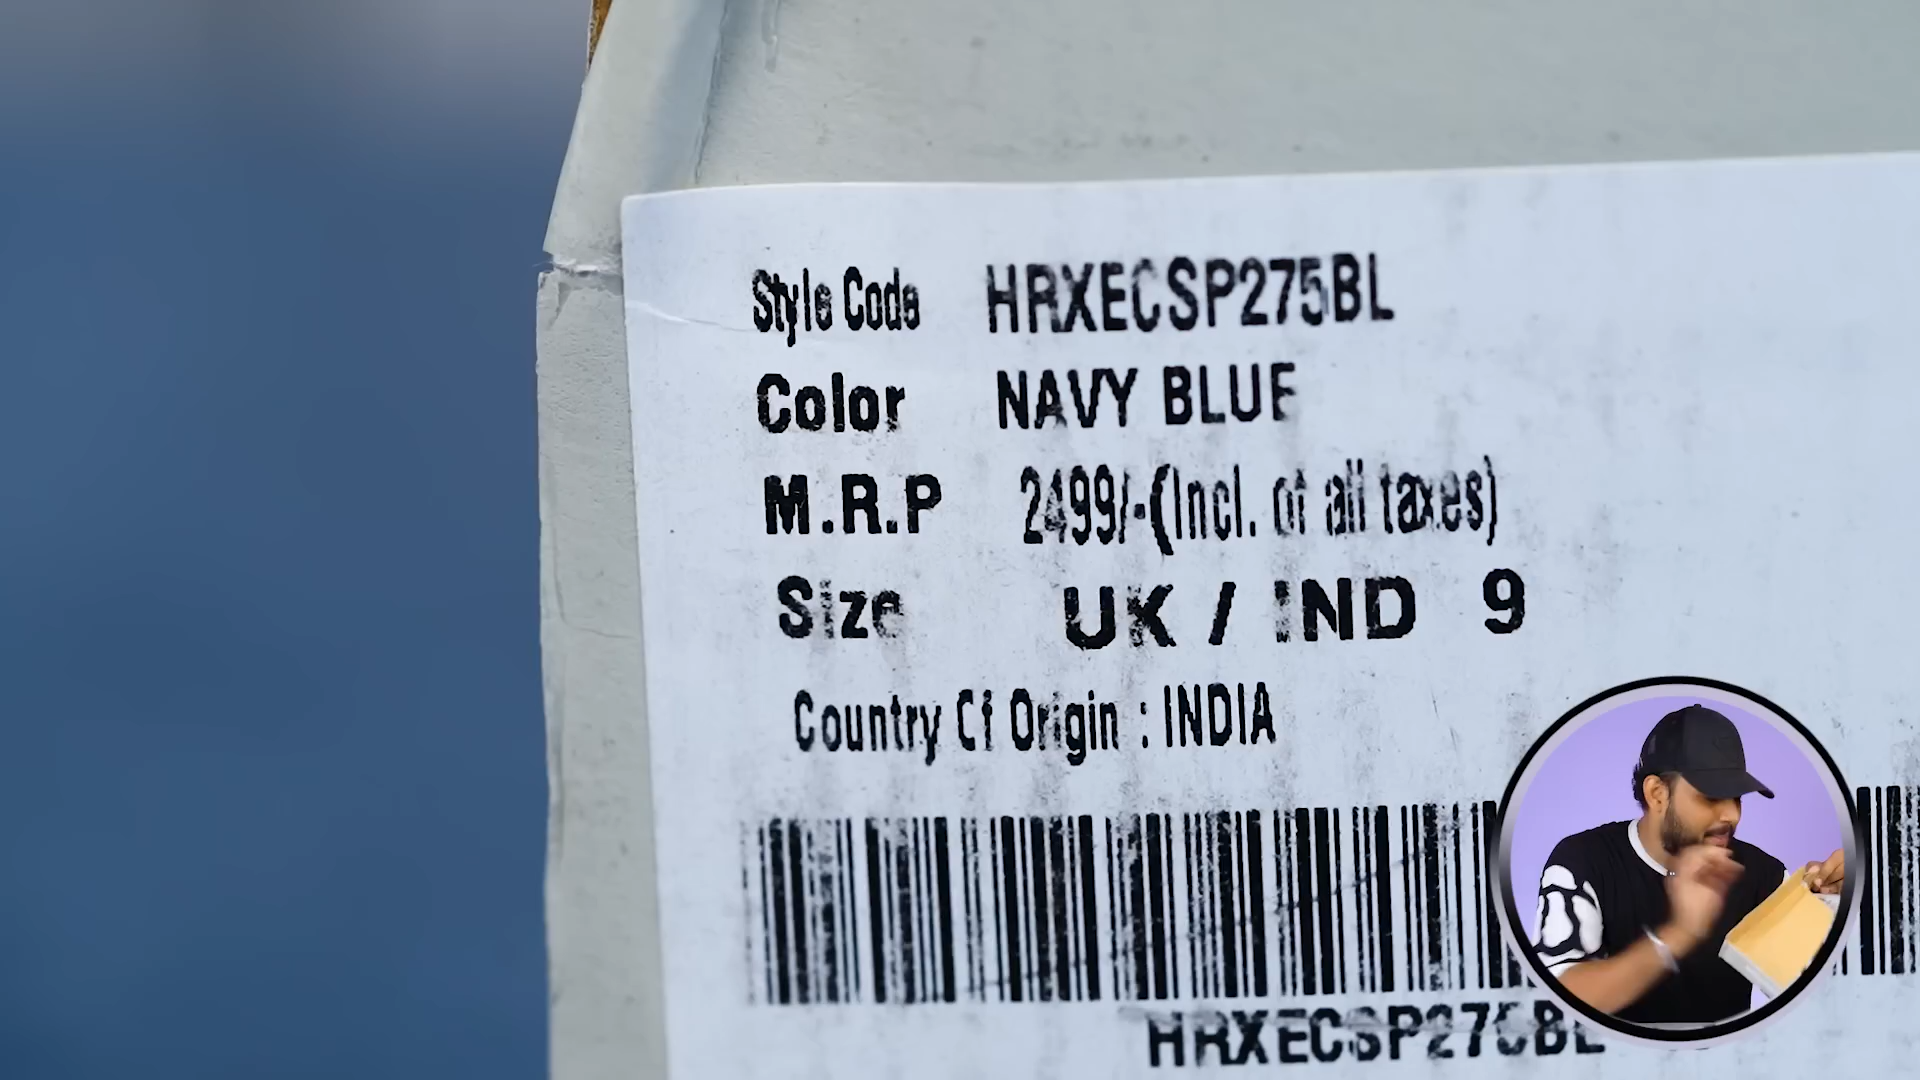 Style Code HRXECSP275BL
Color NAVY BLUE
M.R.P 2499/-(Incl. of all taxes)
Size UK / IND 9
Country Of Origin : INDIA
HRXECSP275BL